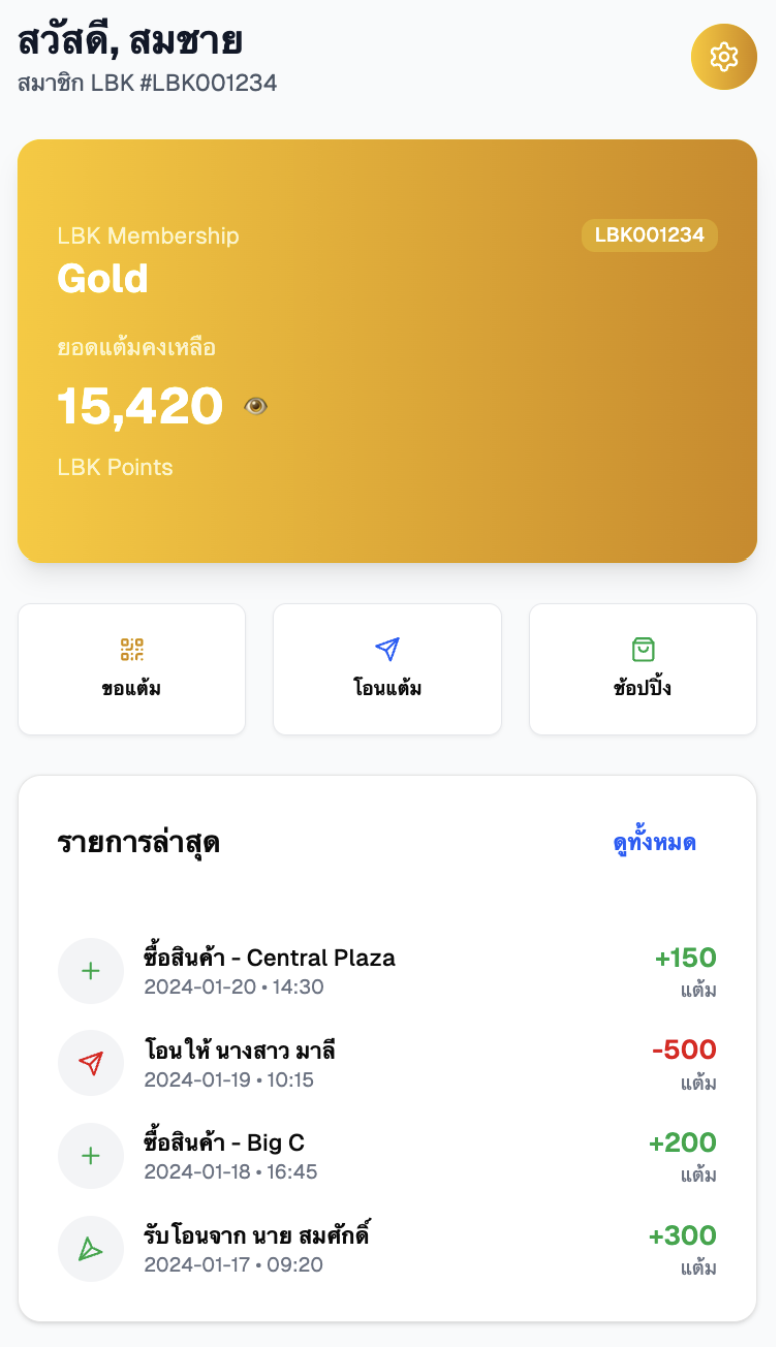 สวัสดี, สมชาย
สมาชิก LBK #LBK001234
LBK Membership
LBK001234
Gold
ยอดแต้มคงเหลือ
15,420
LBK Points
ขอแต้ม
โอนแต้ม
ช้อปปิ้ง
รายการล่าสุด
ดูทั้งหมด
ซื้อสินค้า - Central Plaza
+150
2024-01-20 • 14:30
แต้ม
โอนให้ นางสาว มาลี
-500
2024-01-19 • 10:15
แต้ม
ซื้อสินค้า - Big C
+200
2024-01-18 • 16:45
แต้ม
รับโอนจาก นาย สมศักดิ์
+300
2024-01-17 • 09:20
แต้ม